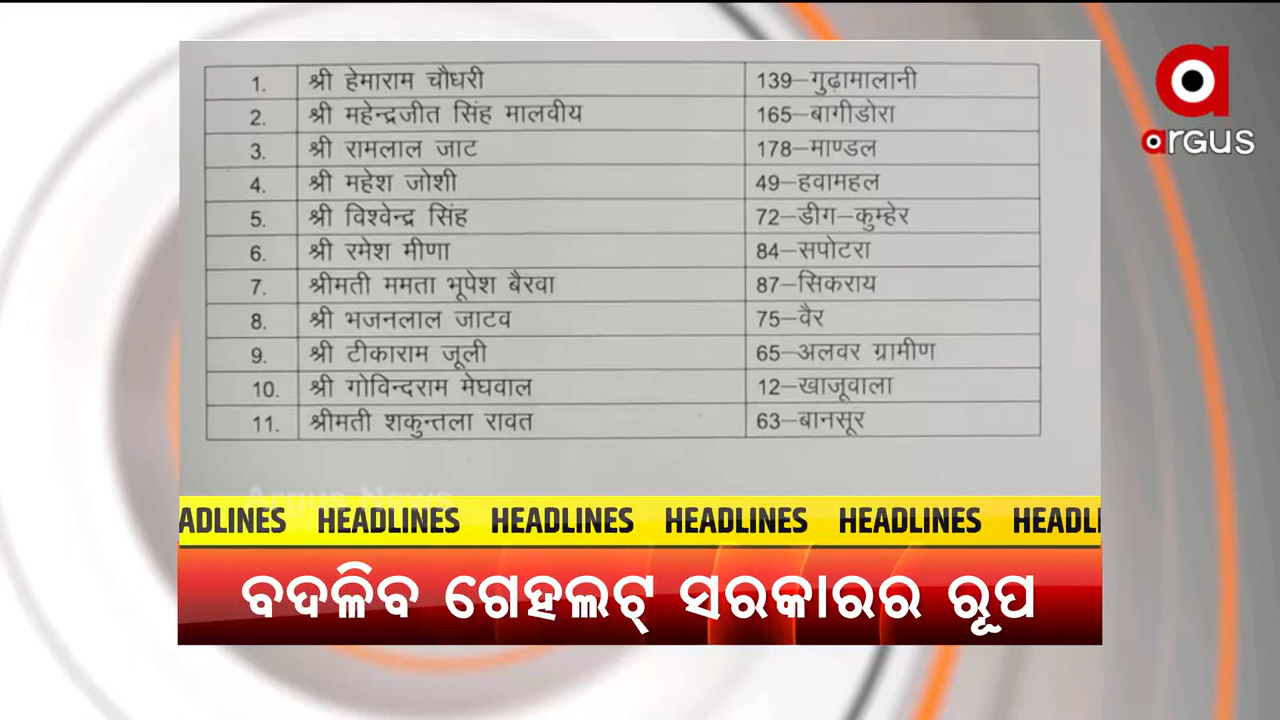 1. श्री हेमाराम चौधरी 139–गुढ़ामालानी
2. श्री महेन्द्रजीत सिंह मालवीय 165–बागीडोरा
3. श्री रामलाल जाट 178–माण्डल
4. श्री महेश जोशी 49–हवामहल
5. श्री विश्वेन्द्र सिंह 72–डीग–कुम्हेर
6. श्री रमेश मीणा 84–सपोटरा
7. श्रीमती ममता भूपेश बैरवा 87–सिकराय
8. श्री भजनलाल जाटव 75–वैर
9. श्री टीकाराम जूली 65–अलवर ग्रामीण
10. श्री गोविन्दराम मेघवाल 12–खाजूवाला
11. श्रीमती शकुन्तला रावत 63–बानसूर
argus
Argus News
ADLINES HEADLINES HEADLINES HEADLINES HEADLINES HEADLI
ବଦଳିବ ଗେହଲଟ୍ ସରକାରର ରୂପ